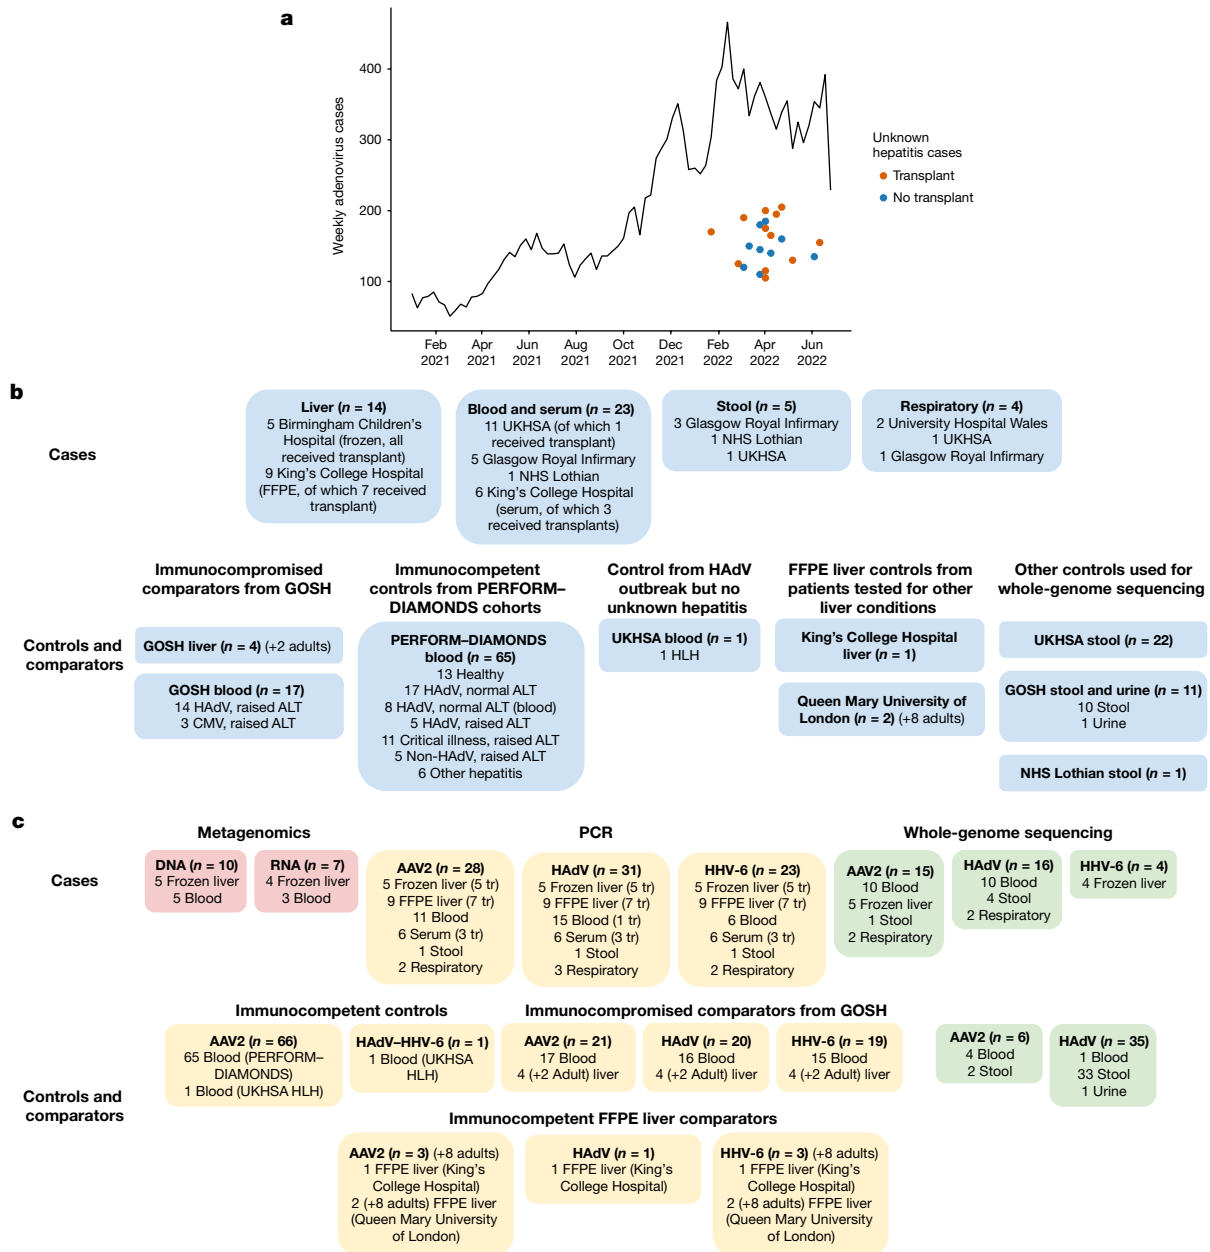 a
Weekly adenovirus cases
400
300
200
100
Feb 2021
Apr 2021
Jun 2021
Aug 2021
Oct 2021
Dec 2021
Feb 2022
Apr 2022
Jun 2022
Unknown
hepatitis cases
Transplant
No transplant
b
Cases
Liver (n = 14)
5 Birmingham Children's
Hospital (frozen, all
received transplant)
9 King's College Hospital
(FFPE, of which 7 received
transplant)
Blood and serum (n = 23)
11 UKHSA (of which 1
received transplant)
5 Glasgow Royal Infirmary
1 NHS Lothian
6 King's College Hospital
(serum, of which 3
received transplants)
Stool (n = 5)
3 Glasgow Royal Infirmary
1 NHS Lothian
1 UKHSA
Respiratory (n = 4)
2 University Hospital Wales
1 UKHSA
1 Glasgow Royal Infirmary
Controls and
comparators
Immunocompromised
comparators from GOSH
GOSH liver (n = 4) (+2 adults)
GOSH blood (n = 17)
14 HAdV, raised ALT
3 CMV, raised ALT
Immunocompetent
controls from PERFORM–
DIAMONDS cohorts
PERFORM–DIAMONDS
blood (n = 65)
13 Healthy
17 HAdV, normal ALT
8 HAdV, normal ALT (blood)
5 HAdV, raised ALT
11 Critical illness, raised ALT
5 Non-HAdV, raised ALT
6 Other hepatitis
Control from HAdV
outbreak but no
unknown hepatitis
UKHSA blood (n = 1)
1 HLH
FFPE liver controls from
patients tested for other
liver conditions
King's College Hospital
liver (n = 1)
Queen Mary University of
London (n = 2) (+8 adults)
Other controls used for
whole-genome sequencing
UKHSA stool (n = 22)
GOSH stool and urine (n = 11)
10 Stool
1 Urine
NHS Lothian stool (n = 1)
c
Metagenomics
PCR
Whole-genome sequencing
Cases
DNA (n = 10)
5 Frozen liver
5 Blood
RNA (n = 7)
4 Frozen liver
3 Blood
AAV2 (n = 28)
5 Frozen liver (5 tr)
9 FFPE liver (7 tr)
11 Blood
6 Serum (3 tr)
1 Stool
2 Respiratory
HAdV (n = 31)
5 Frozen liver (5 tr)
9 FFPE liver (7 tr)
15 Blood (1 tr)
6 Serum (3 tr)
1 Stool
3 Respiratory
HHV-6 (n = 23)
5 Frozen liver (5 tr)
9 FFPE liver (7 tr)
6 Blood
6 Serum (3 tr)
1 Stool
2 Respiratory
AAV2 (n = 15)
10 Blood
5 Frozen liver
1 Stool
2 Respiratory
HAdV (n = 16)
10 Blood
4 Stool
2 Respiratory
HHV-6 (n = 4)
4 Frozen liver
Controls and
comparators
Immunocompetent controls
AAV2 (n = 66)
65 Blood (PERFORM–
DIAMONDS)
1 Blood (UKHSA HLH)
HAdV–HHV-6 (n = 1)
1 Blood (UKHSA
HLH)
Immunocompromised comparators from GOSH
AAV2 (n = 21)
17 Blood
4 (+2 Adult) liver
HAdV (n = 20)
16 Blood
4 (+2 Adult) liver
HHV-6 (n = 19)
15 Blood
4 (+2 Adult) liver
AAV2 (n = 6)
4 Blood
2 Stool
HAdV (n = 35)
1 Blood
33 Stool
1 Urine
Immunocompetent FFPE liver comparators
AAV2 (n = 3) (+8 adults)
1 FFPE liver (King's
College Hospital)
2 (+8 adults) FFPE liver
(Queen Mary University
of London)
HAdV (n = 1)
1 FFPE liver (King's
College Hospital)
HHV-6 (n = 3) (+8 adults)
1 FFPE liver (King's
College Hospital)
2 (+8 adults) FFPE liver
(Queen Mary University
of London)